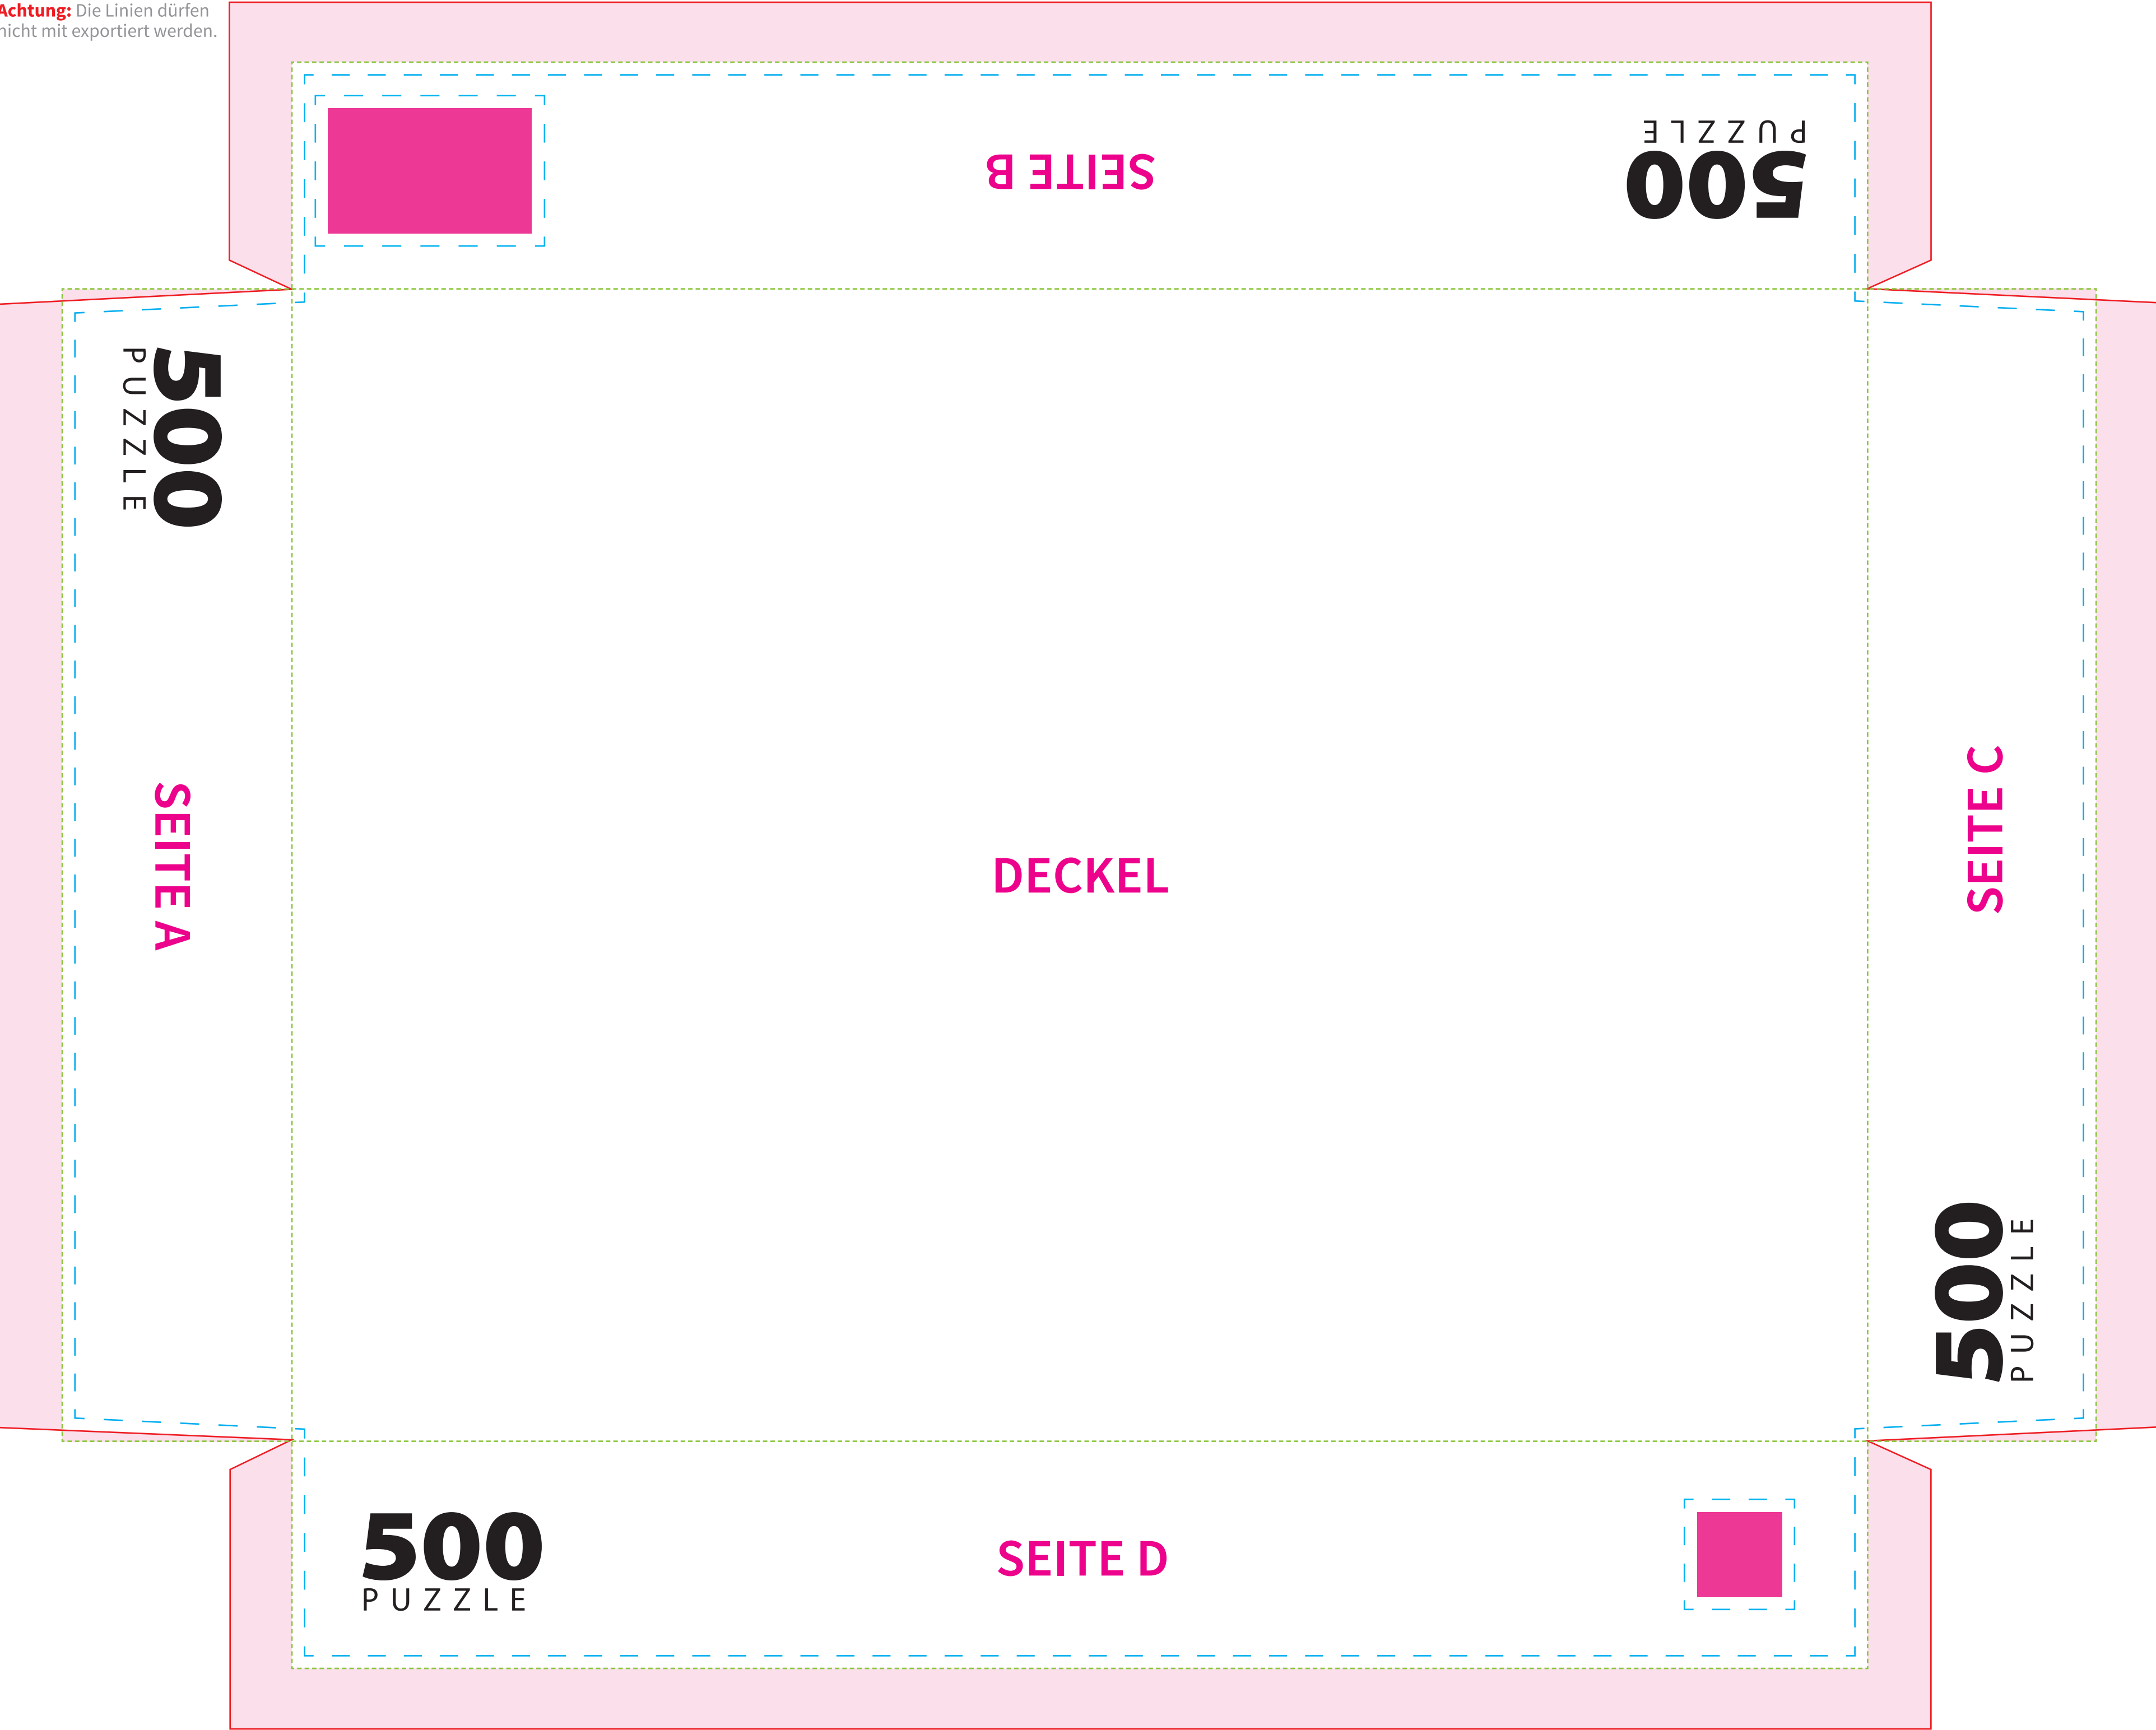 Achtung: Die Linien dürfen
nicht mit exportiert werden.
PUZZLE
500
SEITE B
500
PUZZLE
SEITE A
DECKEL
SEITE C
500
PUZZLE
500
PUZZLE
SEITE D